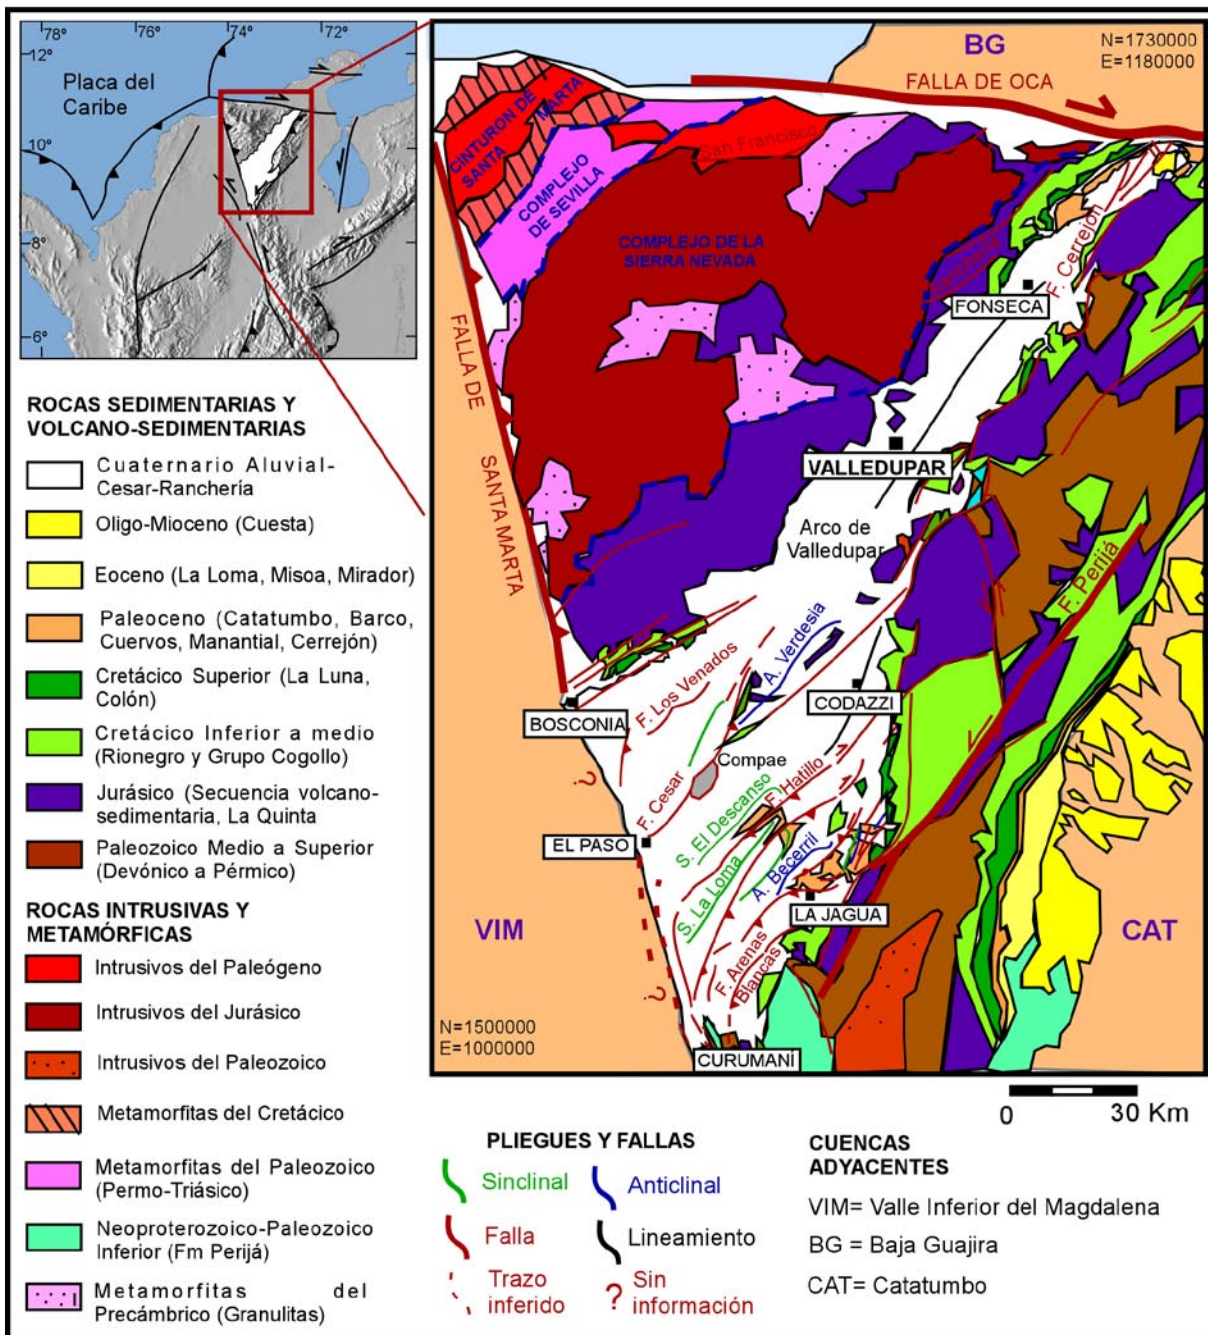 78° 76° 74° 72°
12°
10°
8°
6°
Placa del
Caribe
ROCAS SEDIMENTARIAS Y
VOLCANO-SEDIMENTARIAS
Cuaternario Aluvial-
Cesar-Ranchería
Oligo-Mioceno (Cuesta)
Eoceno (La Loma, Misoa, Mirador)
Paleoceno (Catatumbo, Barco,
Cuervos, Manantial, Cerrejón)
Cretácico Superior (La Luna,
Colón)
Cretácico Inferior a medio
(Rionegro y Grupo Cogollo)
Jurásico (Secuencia volcano-
sedimentaria, La Quinta
Paleozoico Medio a Superior
(Devónico a Pérmico)
ROCAS INTRUSIVAS Y
METAMÓRFICAS
Intrusivos del Paleógeno
Intrusivos del Jurásico
Intrusivos del Paleozoico
Metamorfitas del Cretácico
Metamorfitas del Paleozoico
(Permo-Triásico)
Neoproterozoico-Paleozoico
Inferior (Fm Perijá)
Metamorfitas del
Precámbrico (Granulitas)
BG
N=1730000
E=1180000
FALLA DE OCA
CINTURON DE
SANTA MARTA
COMPLEJO
DE SEVILLA
San Francisco
COMPLEJO DE LA
SIERRA NEVADA
F. Cerrejón
FONSECA
FALLA DE SANTA MARTA
VALLEDUPAR
Arco de
Valledupar
F. Perijá
A. Verdesia
F. Los Venados
BOSCONIA
CODAZZI
Compae
F. Cesar
F. Hatillo
S. El Descanso
EL PASO
S. La Loma
A. Becerril
LA JAGUA
VIM
CAT
F. Arenas
Blancas
?
?
N=1500000
E=1000000
CURUMANÍ
0 30 Km
PLIEGUES Y FALLAS
Sinclinal
Anticlinal
Falla
Lineamiento
Trazo
inferido
? Sin
información
CUENCAS
ADYACENTES
VIM= Valle Inferior del Magdalena
BG = Baja Guajira
CAT= Catatumbo